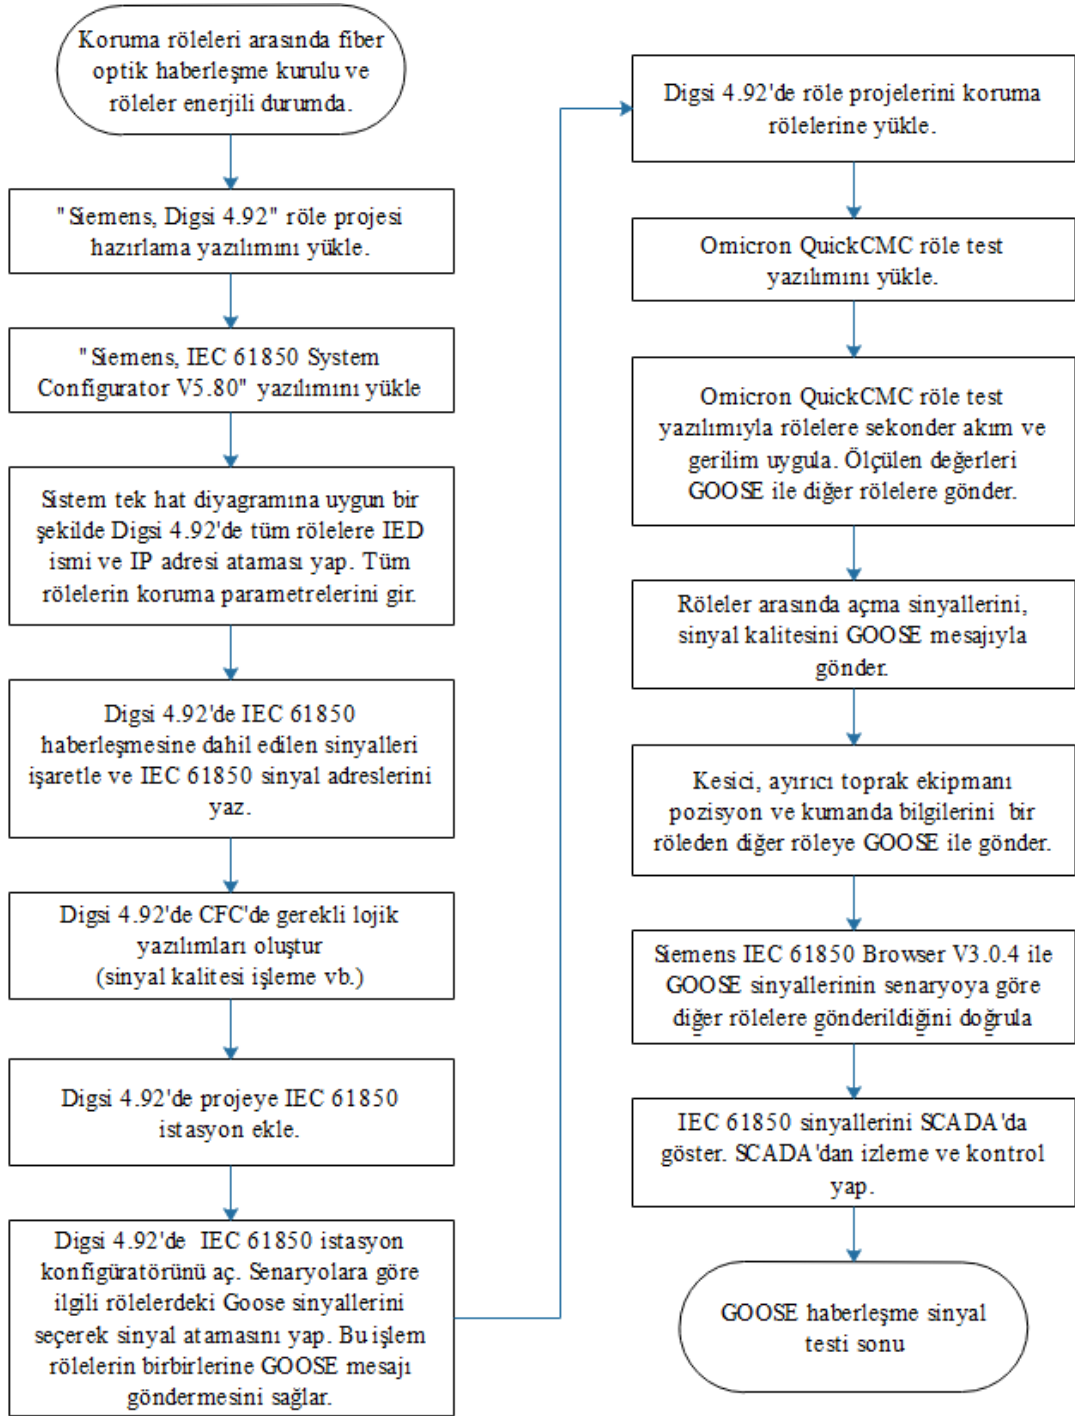 Koruma röleleri arasında fiber
optik haberleşme kurulu ve
röleler enerjili durumda.
"Siemens, Digsi 4.92" röle projesi
hazırlama yazılımını yükle.
"Siemens, IEC 61850 System
Configurator V5.80" yazılımını yükle
Sistem tek hat diyagramına uygun bir
şekilde Digsi 4.92'de tüm rölelere IED
ismi ve IP adresi ataması yap. Tüm
rölelerin koruma parametrelerini gir.
Digsi 4.92'de IEC 61850
haberleşmesine dahil edilen sinyalleri
işaretle ve IEC 61850 sinyal adreslerini
yaz.
Digsi 4.92'de CFC'de gerekli lojik
yazılımları oluştur
(sinyal kalitesi işleme vb.)
Digsi 4.92'de projeye IEC 61850
istasyon ekle.
Digsi 4.92'de IEC 61850 istasyon
konfigüratörünü aç. Senaryolara göre
ilgili rölelerdeki Goose sinyallerini
seçerek sinyal atamasını yap. Bu işlem
rölelerin birbirlerine GOOSE mesajı
göndermesini sağlar.
Digsi 4.92'de röle projelerini koruma
rölelerine yükle.
Omicron QuickCMC röle test
yazılımını yükle.
Omicron QuickCMC röle test
yazılımıyla rölelere sekonder akım ve
gerilim uygula. Ölçülen değerleri
GOOSE ile diğer rölelere gönder.
Röleler arasında açma sinyallerini,
sinyal kalitesini GOOSE mesajıyla
gönder.
Kesici, ayırıcı toprak ekipmanı
pozisyon ve kumanda bilgilerini bir
röleden diğer röleye GOOSE ile gönder.
Siemens IEC 61850 Browser V3.0.4 ile
GOOSE sinyallerinin senaryoya göre
diğer rölelere gönderildiğini doğrula
IEC 61850 sinyallerini SCADA'da
göster. SCADA'dan izleme ve kontrol
yap.
GOOSE haberleşme sinyal
testi sonu